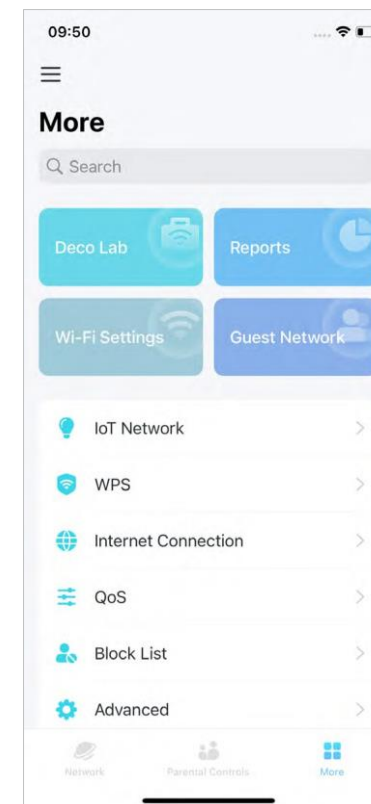 09:50
More
Search
Deco Lab
Reports
Wi-Fi Settings
Guest Network
IoT Network
WPS
Internet Connection
QoS
Block List
Advanced
Network
Parental Controls
More